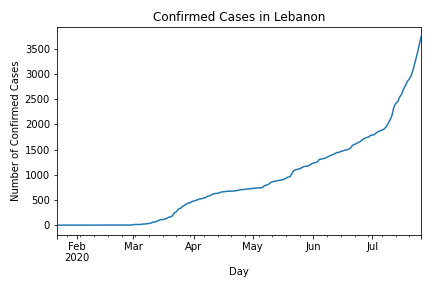 Confirmed Cases in Lebanon
Number of Confirmed Cases
3500
3000
2500
2000
1500
1000
500
0
Feb Mar Apr May Jun Jul
2020
Day